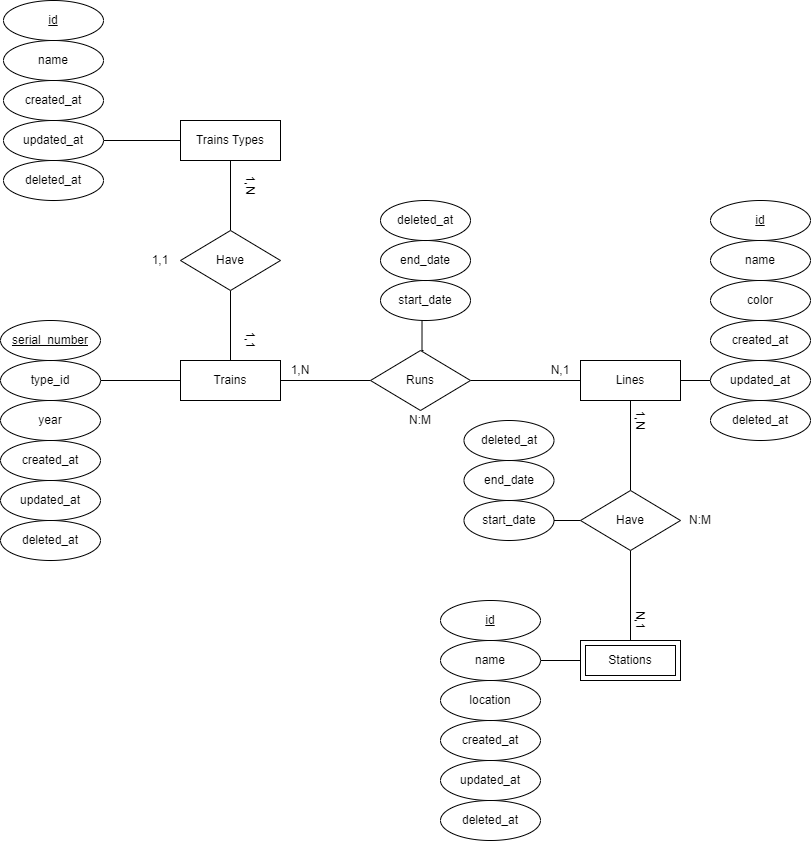 id
name
created_at
updated_at
deleted_at
Trains Types
1,N
1,1
Have
1,1
serial_number
type_id
year
created_at
updated_at
deleted_at
Trains
1,N
deleted_at
end_date
start_date
Runs
N:M
N,1
Lines
id
name
color
created_at
updated_at
deleted_at
1,N
deleted_at
end_date
start_date
Have
N:M
N,1
Stations
id
name
location
created_at
updated_at
deleted_at